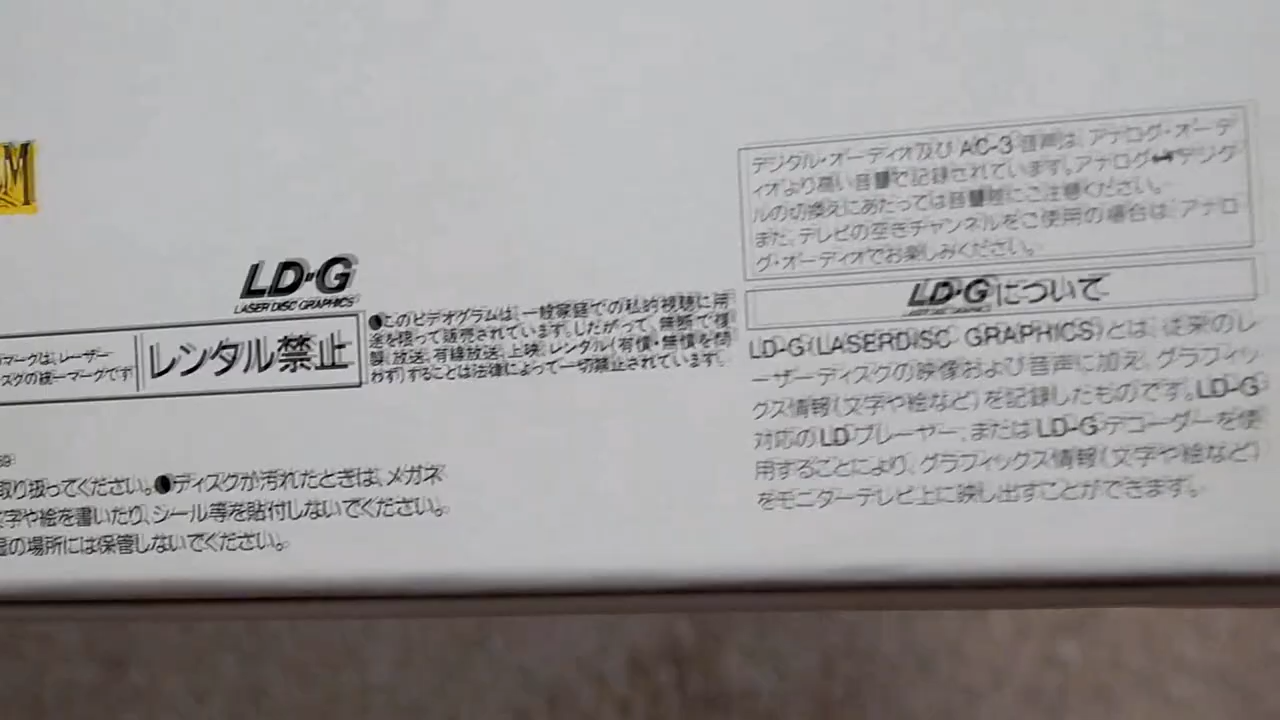 M
LD-G
LASER DISC GRAPHICS
マークは、レーザー
スクの統一マークです
レンタル禁止
●このビデオグラムは、一般家庭での私的視聴に用
途を限って販売されています。したがって、無断で複
製、放送、有線放送、上映、レンタル(有償・無償を問
わず)することは法律によって一切禁止されています。
取り扱ってください。●ディスクが汚れたときは、メガネ
文字や絵を書いたり、シール等を貼付しないでください。
の場所には保管しないでください。
デジタル・オーディオ及びAC-3音声は、アナログ・オーデ
ィオより高い音量で記録されています。アナログ↔デジタ
ルの切換えにあたっては音量等にご注意ください。
また、テレビの空きチャンネルをご使用の場合は、アナロ
グ・オーディオでお楽しみください。
LD-Gについて
LD-G(LASERDISC GRAPHICS)とは、従来のレ
ーザーディスクの映像および音声に加え、グラフィッ
クス情報(文字や絵など)を記録したものです。LD-G
対応のLDプレーヤー、またはLD-Gデコーダーを使
用することにより、グラフィックス情報(文字や絵など)
をモニターテレビ上に映し出すことができます。